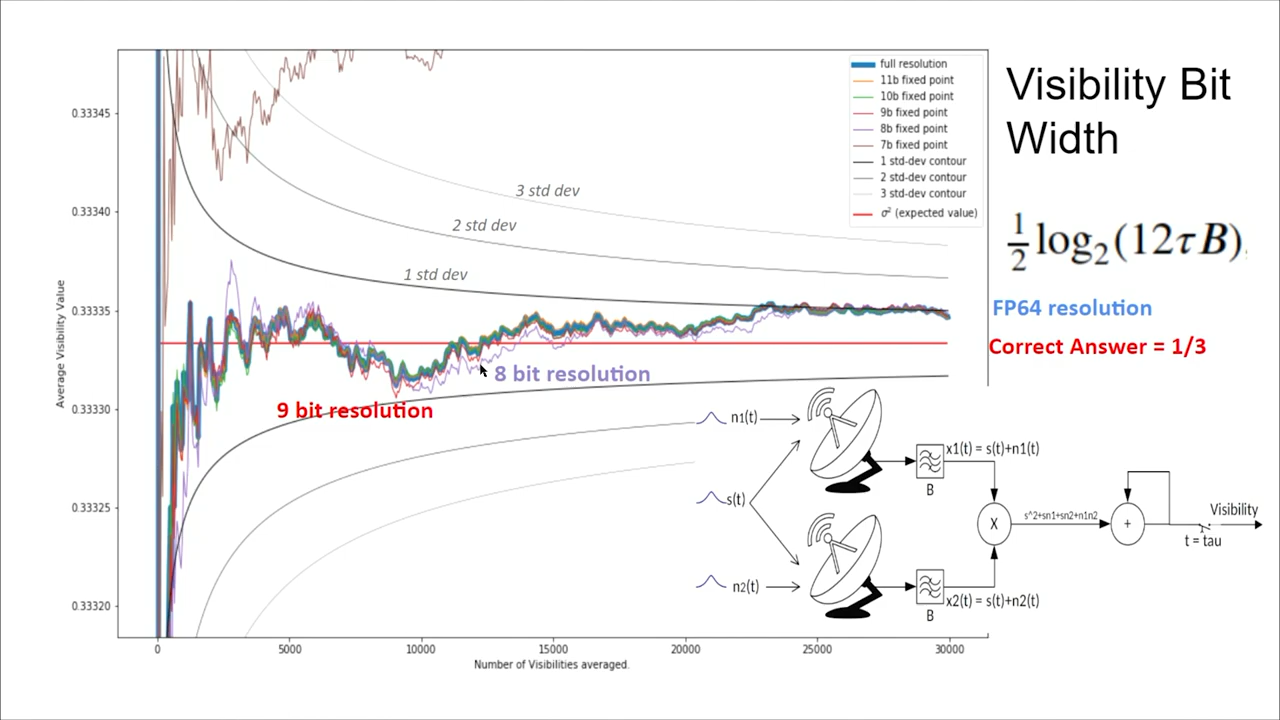 Visibility Bit
Width
½ log₂(12τB),
FP64 resolution
Correct Answer = 1/3
full resolution
11b fixed point
10b fixed point
9b fixed point
8b fixed point
7b fixed point
1 std-dev contour
2 std-dev contour
3 std-dev contour
σ² (expected value)
3 std dev
2 std dev
1 std dev
8 bit resolution
9 bit resolution
Average Visibility Value
0.33345
0.33340
0.33335
0.33330
0.33325
0.33320
0
5000
10000
15000
20000
25000
30000
Number of Visibilities averaged.
n1(t)
s(t)
n2(t)
B
x1(t) = s(t)+n1(t)
X
s^2+sn1+sn2+n1n2
+
Visibility
t = tau
B
x2(t) = s(t)+n2(t)